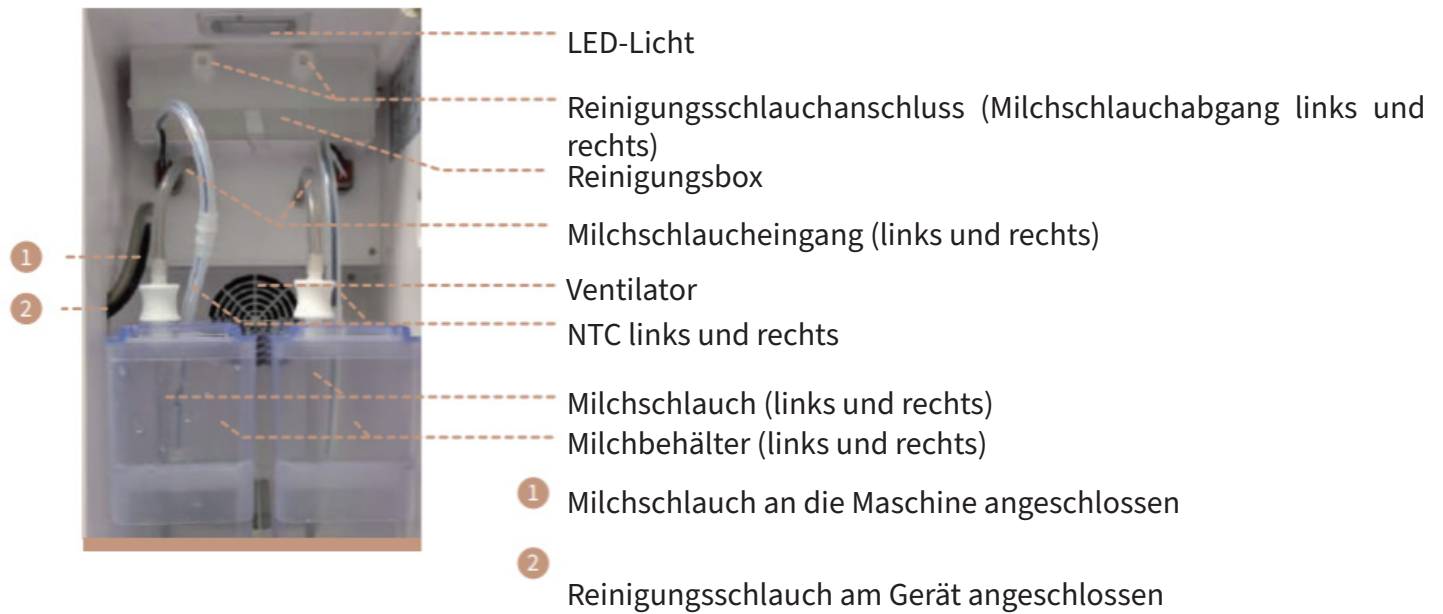 LED-Licht
Reinigungsschlauchanschluss (Milchschlauchabgang links und
rechts)
Reinigungsbox
Milchschlaucheingang (links und rechts)
1
Ventilator
2
NTC links und rechts
Milchschlauch (links und rechts)
Milchbehälter (links und rechts)
1 Milchschlauch an die Maschine angeschlossen
2
Reinigungsschlauch am Gerät angeschlossen